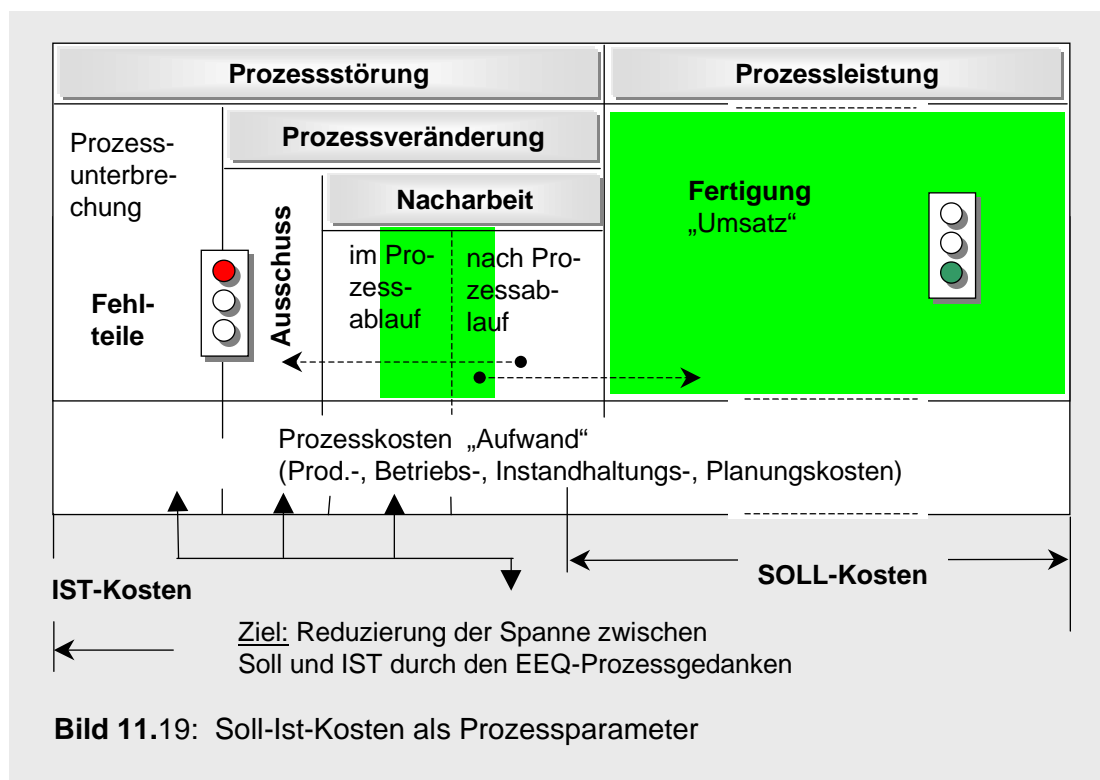 Prozessstörung
Prozessleistung
Prozess-
unterbre-
chung
Prozessveränderung
Nacharbeit
Fertigung
„Umsatz“
Ausschuss
im Pro-
zess-
ablauf
nach Pro-
zessab-
lauf
Fehl-
teile
Prozesskosten „Aufwand“
(Prod.-, Betriebs-, Instandhaltungs-, Planungskosten)
IST-Kosten
SOLL-Kosten
Ziel: Reduzierung der Spanne zwischen
Soll und IST durch den EEQ-Prozessgedanken
Bild 11.19: Soll-Ist-Kosten als Prozessparameter